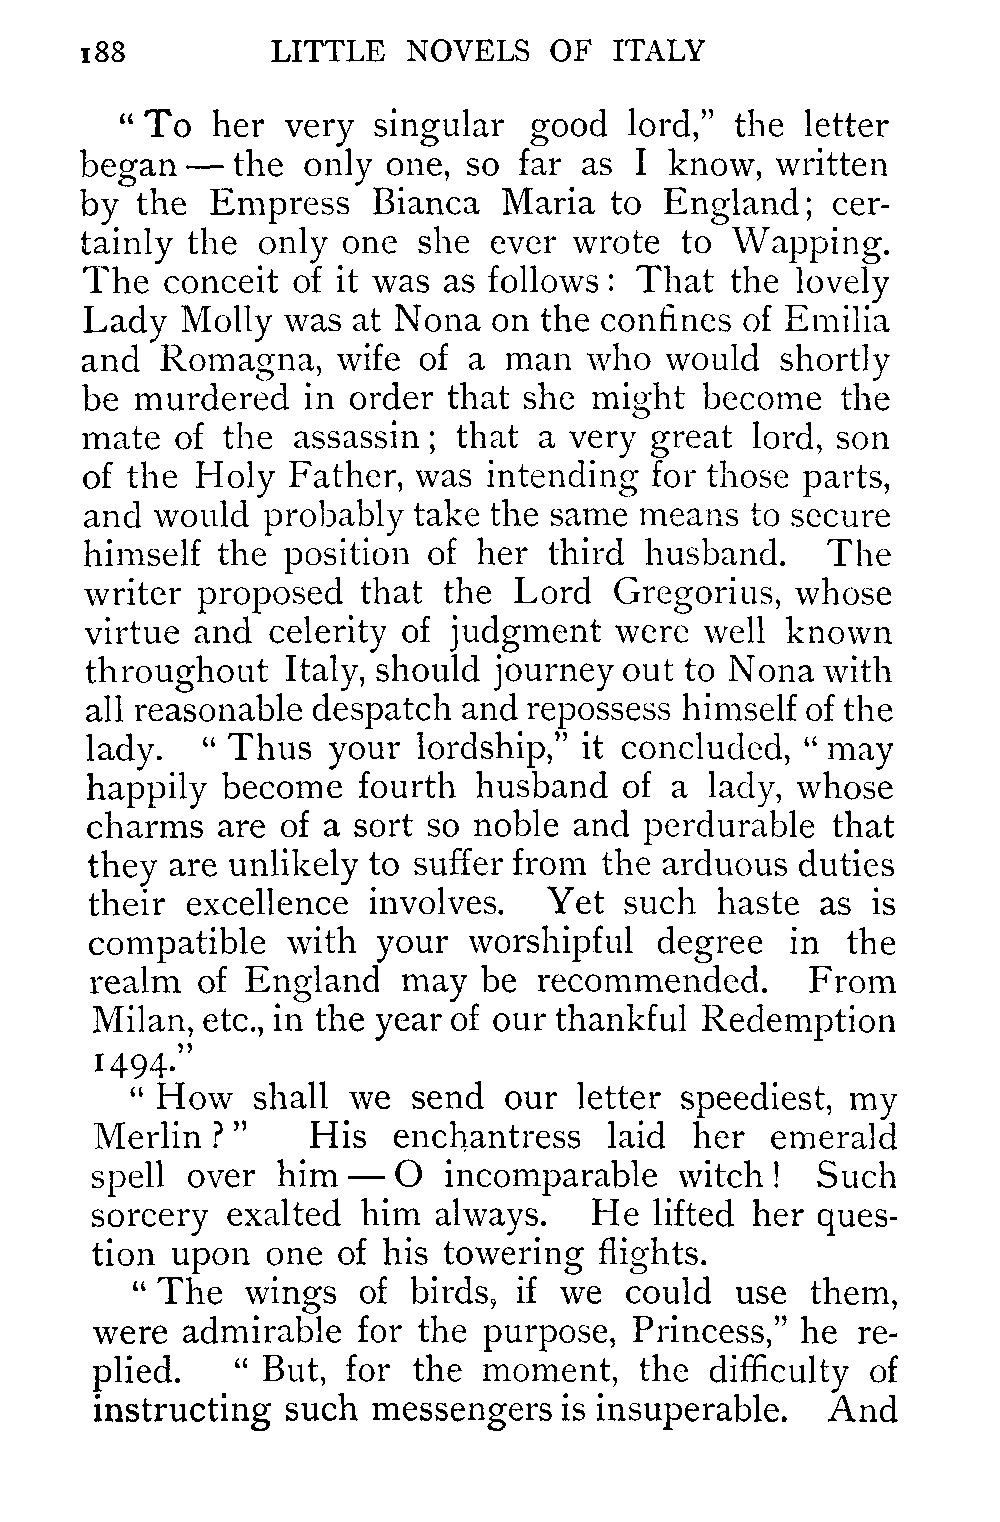 188 LITTLE NOVELS OF ITALY
“To her very singular good lord,” the letter
began — the only one, so far as I know, written
by the Empress Bianca Maria to England; cer-
tainly the only one she ever wrote to Wapping.
The conceit of it was as follows: That the lovely
Lady Molly was at Nona on the confines of Emilia
and Romagna, wife of a man who would shortly
be murdered in order that she might become the
mate of the assassin; that a very great lord, son
of the Holy Father, was intending for those parts,
and would probably take the same means to secure
himself the position of her third husband. The
writer proposed that the Lord Gregorius, whose
virtue and celerity of judgment were well known
throughout Italy, should journey out to Nona with
all reasonable despatch and repossess himself of the
lady. “Thus your lordship,” it concluded, “may
happily become fourth husband of a lady, whose
charms are of a sort so noble and perdurable that
they are unlikely to suffer from the arduous duties
their excellence involves. Yet such haste as is
compatible with your worshipful degree in the
realm of England may be recommended. From
Milan, etc., in the year of our thankful Redemption
1494.”
“How shall we send our letter speediest, my
Merlin?” His enchantress laid her emerald
spell over him — O incomparable witch! Such
sorcery exalted him always. He lifted her ques-
tion upon one of his towering flights.
“The wings of birds, if we could use them,
were admirable for the purpose, Princess,” he re-
plied. “But, for the moment, the difficulty of
instructing such messengers is insuperable. And